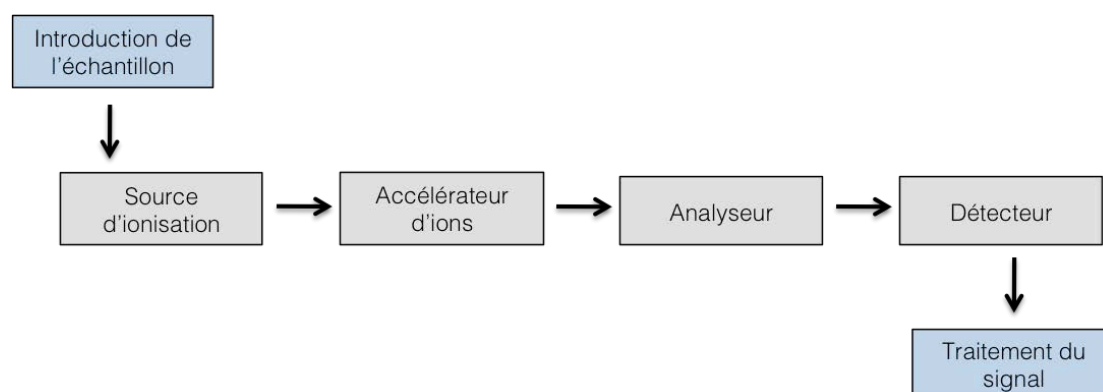 Introduction de
l'échantillon
Source
d'ionisation
Accélérateur
d'ions
Analyseur
Détecteur
Traitement du
signal